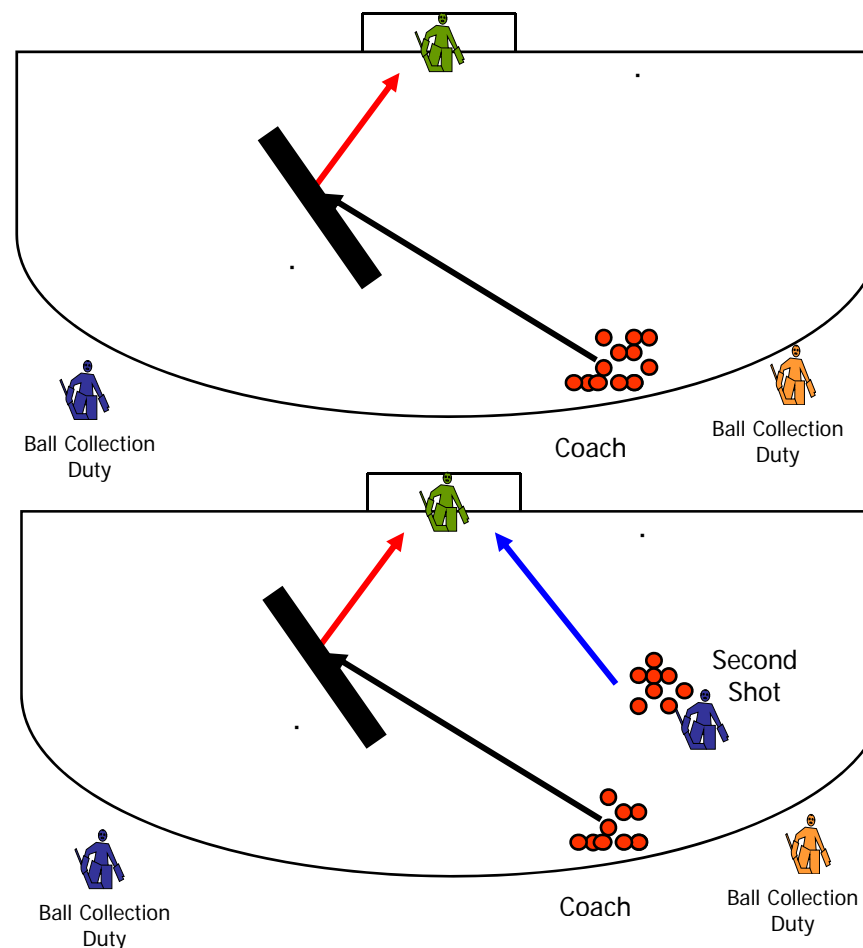 Ball Collection
Duty
Coach
Ball Collection
Duty
Second
Shot
Ball Collection
Duty
Coach
Ball Collection
Duty